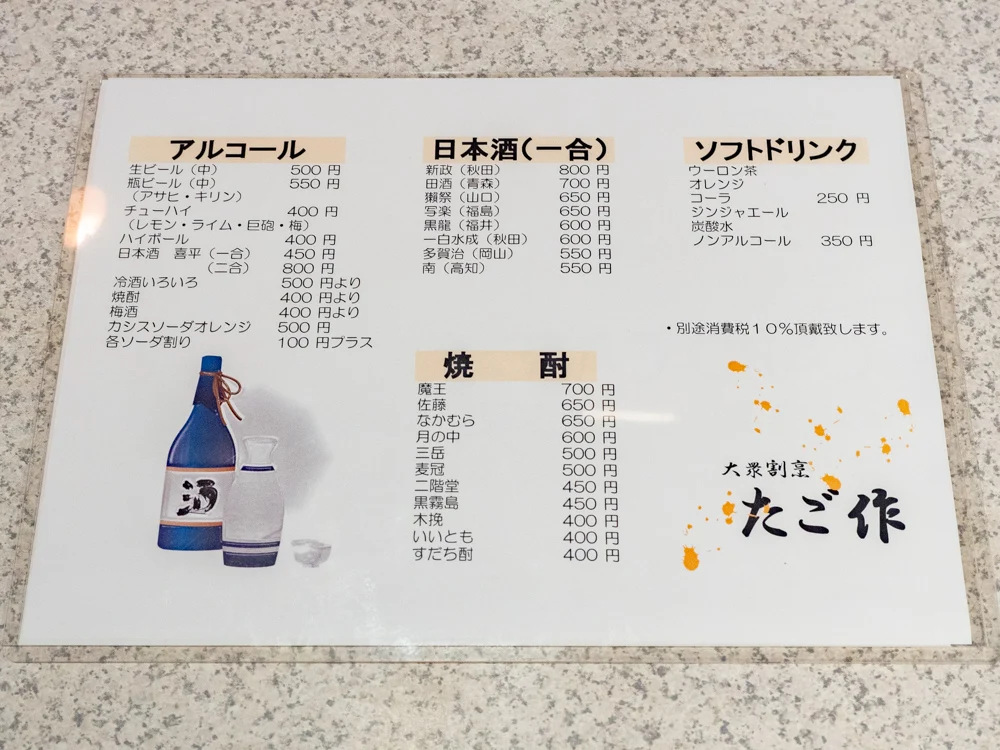 アルコール
生ビール（中） 500 円
瓶ビール（中） 550 円
（アサヒ・キリン）
チューハイ 400 円
（レモン・ライム・巨砲・梅）
ハイボール 400 円
日本酒 喜平（一合） 450 円
（二合） 800 円
冷酒いろいろ 500 円より
焼酎 400 円より
梅酒 400 円より
カシスソーダオレンジ 500 円
各ソーダ割り 100 円プラス
酒
日本酒（一合）
新政（秋田） 800 円
田酒（青森） 700 円
獺祭（山口） 650 円
写楽（福島） 650 円
黒龍（福井） 600 円
一白水成（秋田） 600 円
多賀治（岡山） 550 円
南（高知） 550 円
焼 酎
魔王 700 円
佐藤 650 円
なかむら 650 円
月の中 600 円
三岳 500 円
麦冠 500 円
二階堂 450 円
黒霧島 450 円
木挽 400 円
いいとも 400 円
すだち酎 400 円
ソフトドリンク
ウーロン茶
オレンジ
コーラ 250 円
ジンジャエール
炭酸水
ノンアルコール 350 円
・別途消費税１０％頂戴致します。
大衆割烹
たご作